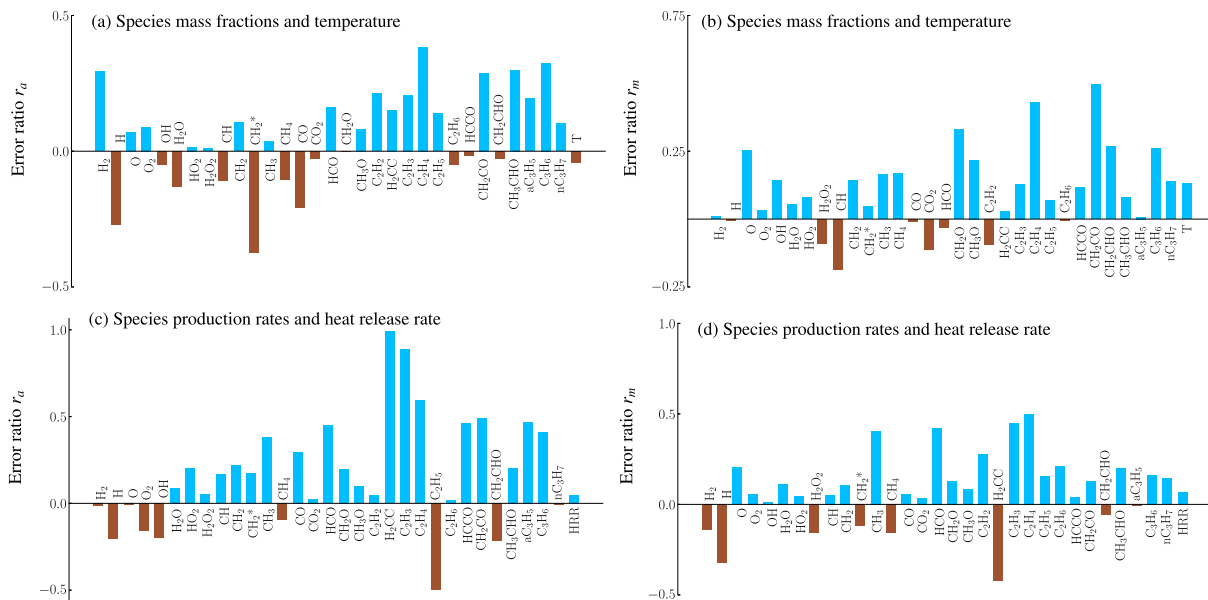 (a) Species mass fractions and temperature
Error ratio rₐ
0.5
0.0
−0.5
H₂
H
O
O₂
OH
H₂O
HO₂
H₂O₂
CH
CH₂
CH₂*
CH₃
CH₄
CO
CO₂
HCO
CH₂O
CH₃O
C₂H₂
H₂CC
C₂H₃
C₂H₄
C₂H₅
C₂H₆
HCCO
CH₂CO
CH₂CHO
CH₃CHO
aC₃H₅
C₃H₆
nC₃H₇
T
(b) Species mass fractions and temperature
Error ratio rₘ
0.75
0.25
−0.25
H₂
H
O
O₂
OH
H₂O
HO₂
H₂O₂
CH
CH₂
CH₂*
CH₃
CH₄
CO
CO₂
HCO
CH₂O
CH₃O
C₂H₂
H₂CC
C₂H₃
C₂H₄
C₂H₅
C₂H₆
HCCO
CH₂CO
CH₂CHO
CH₃CHO
aC₃H₅
C₃H₆
nC₃H₇
T
(c) Species production rates and heat release rate
Error ratio rₐ
1.0
0.5
0.0
−0.5
H₂
H
O
O₂
OH
H₂O
HO₂
H₂O₂
CH
CH₂
CH₂*
CH₃
CH₄
CO
CO₂
HCO
CH₂O
CH₃O
C₂H₂
H₂CC
C₂H₃
C₂H₄
C₂H₅
C₂H₆
HCCO
CH₂CO
CH₂CHO
CH₃CHO
aC₃H₅
C₃H₆
nC₃H₇
HRR
(d) Species production rates and heat release rate
Error ratio rₘ
1.0
0.5
0.0
−0.5
H₂
H
O
O₂
OH
H₂O
HO₂
H₂O₂
CH
CH₂
CH₂*
CH₃
CH₄
CO
CO₂
HCO
CH₂O
CH₃O
C₂H₂
H₂CC
C₂H₃
C₂H₄
C₂H₅
C₂H₆
HCCO
CH₂CO
CH₂CHO
CH₃CHO
aC₃H₅
C₃H₆
nC₃H₇
HRR